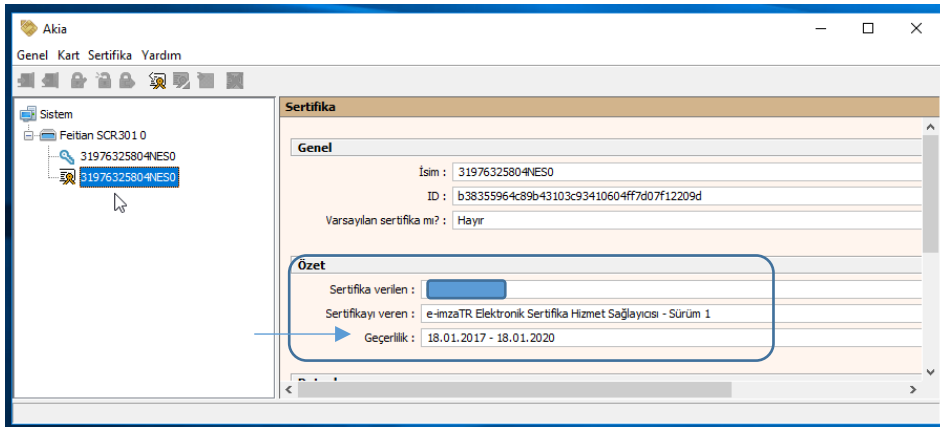 Akia
Genel Kart Sertifika Yardım
Sistem
Feitian SCR301 0
31976325804NES0
31976325804NES0
Sertifika
Genel
İsim : 31976325804NES0
ID : b38355964c89b43103c93410604ff7d07f12209d
Varsayılan sertifika mı? : Hayır
Özet
Sertifika verilen :
Sertifikayı veren : e-imzaTR Elektronik Sertifika Hizmet Sağlayıcısı - Sürüm 1
Geçerlilik : 18.01.2017 - 18.01.2020